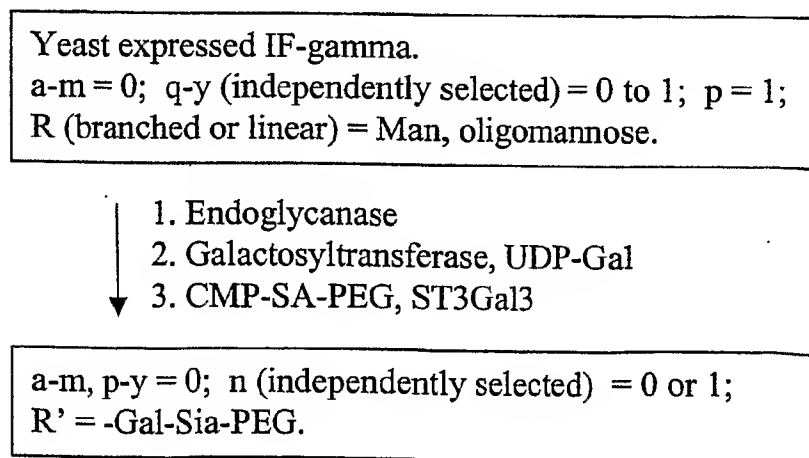 Yeast expressed IF-gamma.
a-m = 0; q-y (independently selected) = 0 to 1; p = 1;
R (branched or linear) = Man, oligomannose.
1. Endoglycanase
2. Galactosyltransferase, UDP-Gal
3. CMP-SA-PEG, ST3Gal3
a-m, p-y = 0; n (independently selected) = 0 or 1;
R’ = -Gal-Sia-PEG.